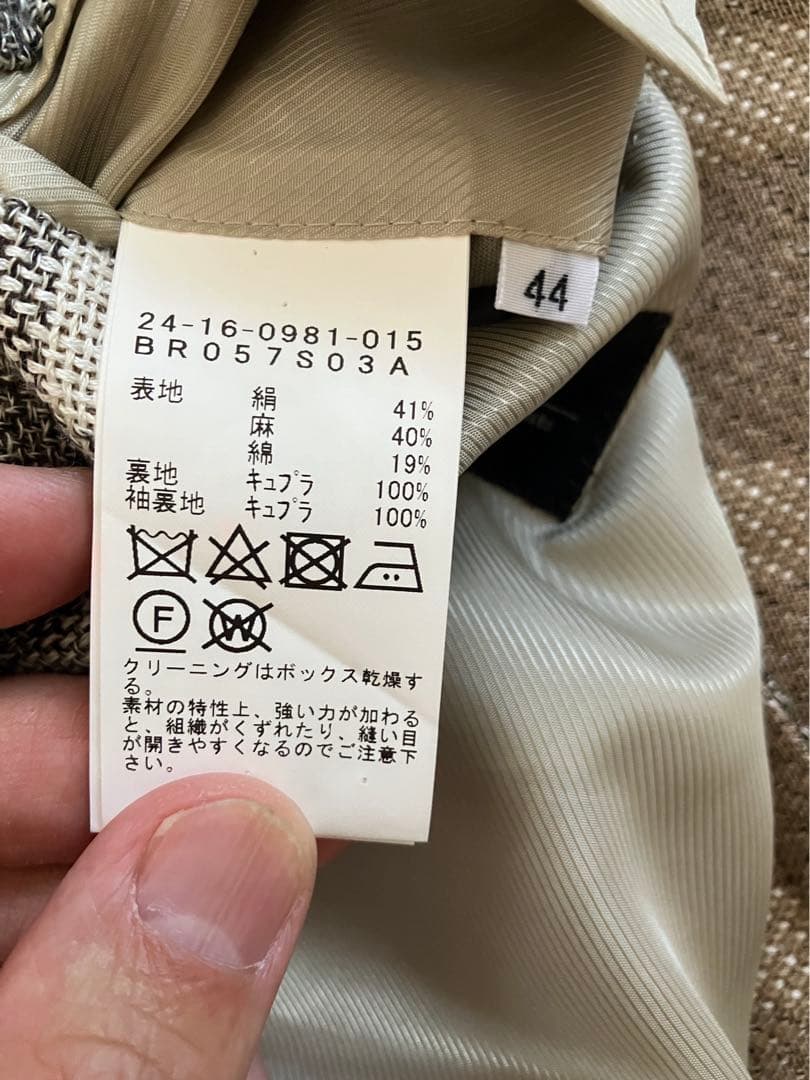 44
24-16-0981-015
BR057S03A
表地 絹 41%
麻 40%
綿 19%
裏地 ｷｭﾌﾟﾗ 100%
袖裏地 ｷｭﾌﾟﾗ 100%
F W
クリーニングはボックス乾燥す
る。
素材の特性上、強い力が加わる
と、組織がくずれたり、縫い目
が開きやすくなるのでご注意下
さい。